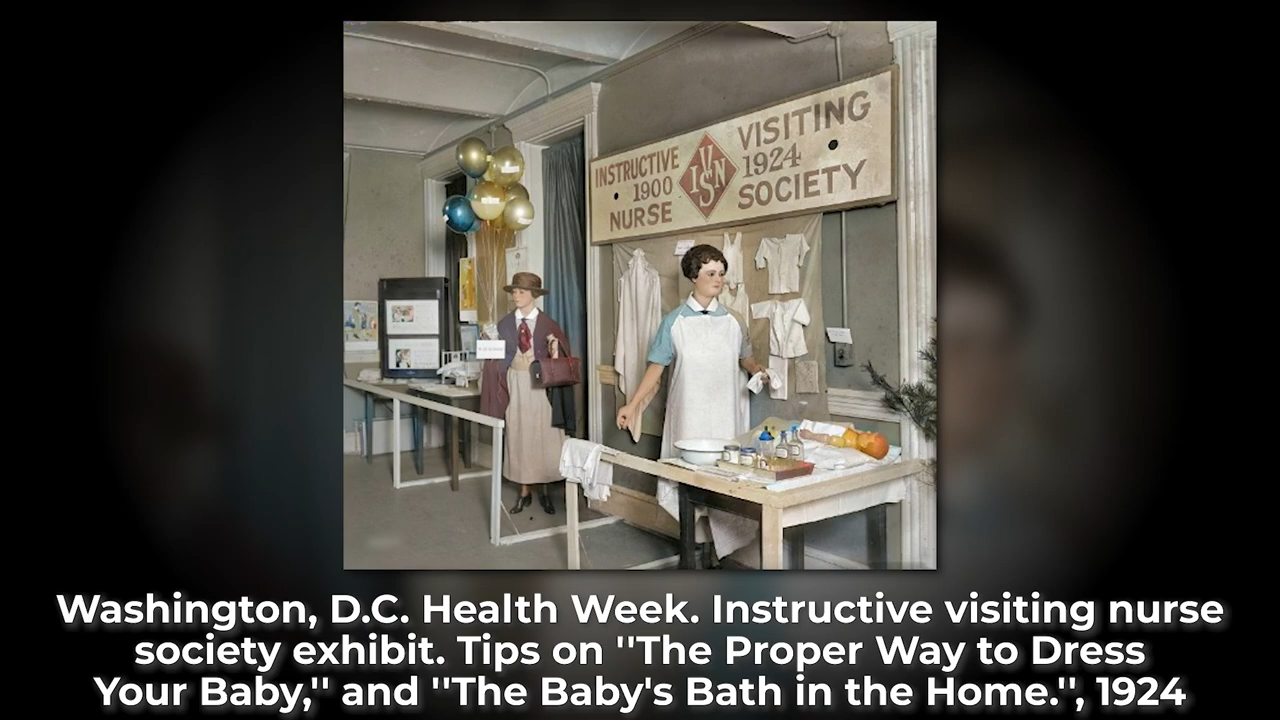 INSTRUCTIVE
1900
NURSE
VISN
VISITING
1924
SOCIETY
Washington, D.C. Health Week. Instructive visiting nurse
society exhibit. Tips on ''The Proper Way to Dress
Your Baby,'' and ''The Baby's Bath in the Home.'', 1924